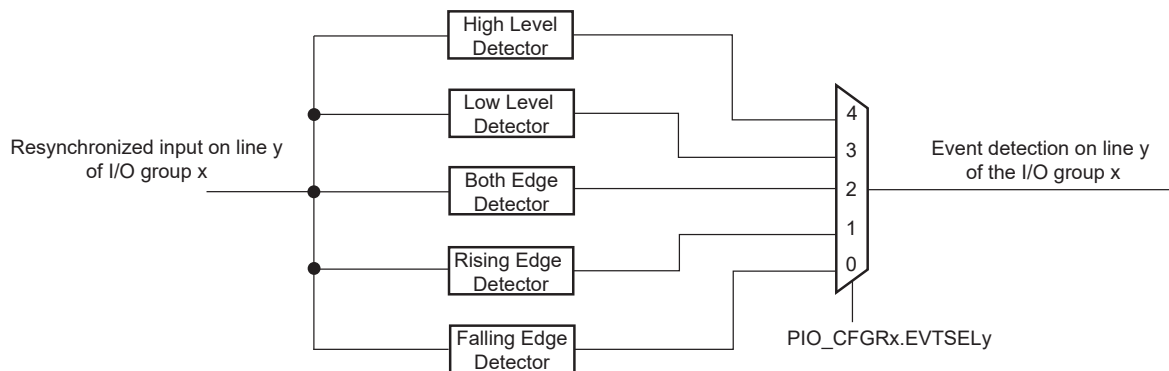 High Level
Detector
Low Level
Detector
Resynchronized input on line y
of I/O group x
Both Edge
Detector
Rising Edge
Detector
Falling Edge
Detector
4
3
2
1
0
Event detection on line y
of the I/O group x
PIO_CFGRx.EVTSELy